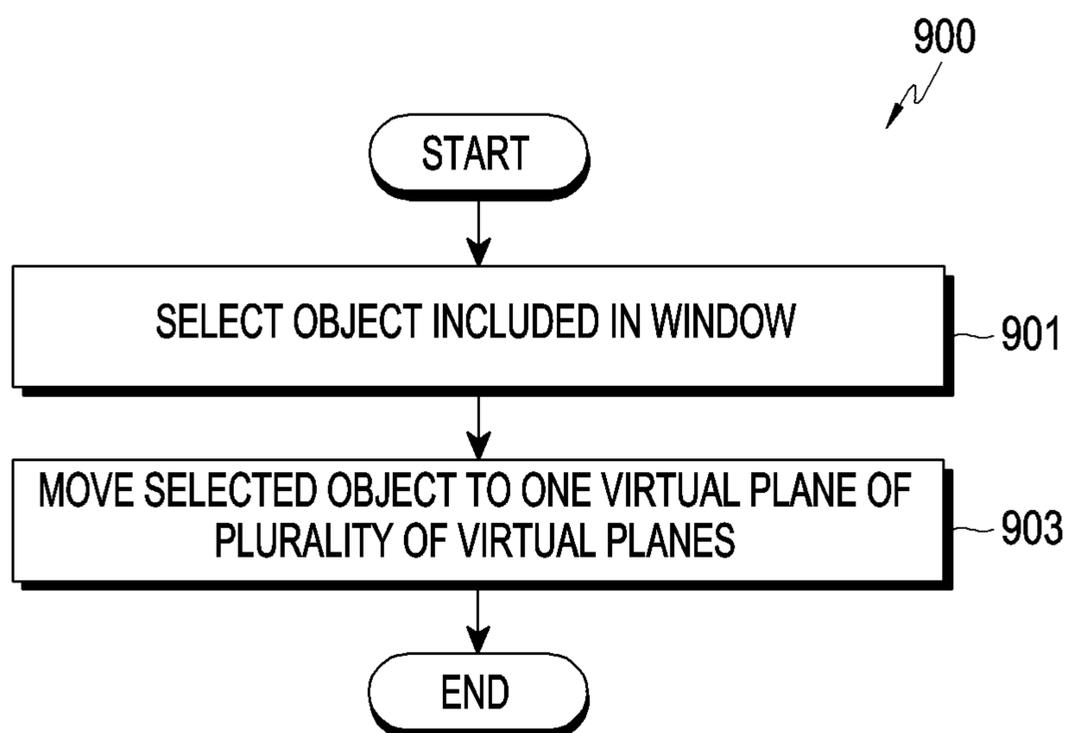 900
START
SELECT OBJECT INCLUDED IN WINDOW
901
MOVE SELECTED OBJECT TO ONE VIRTUAL PLANE OF
PLURALITY OF VIRTUAL PLANES
903
END